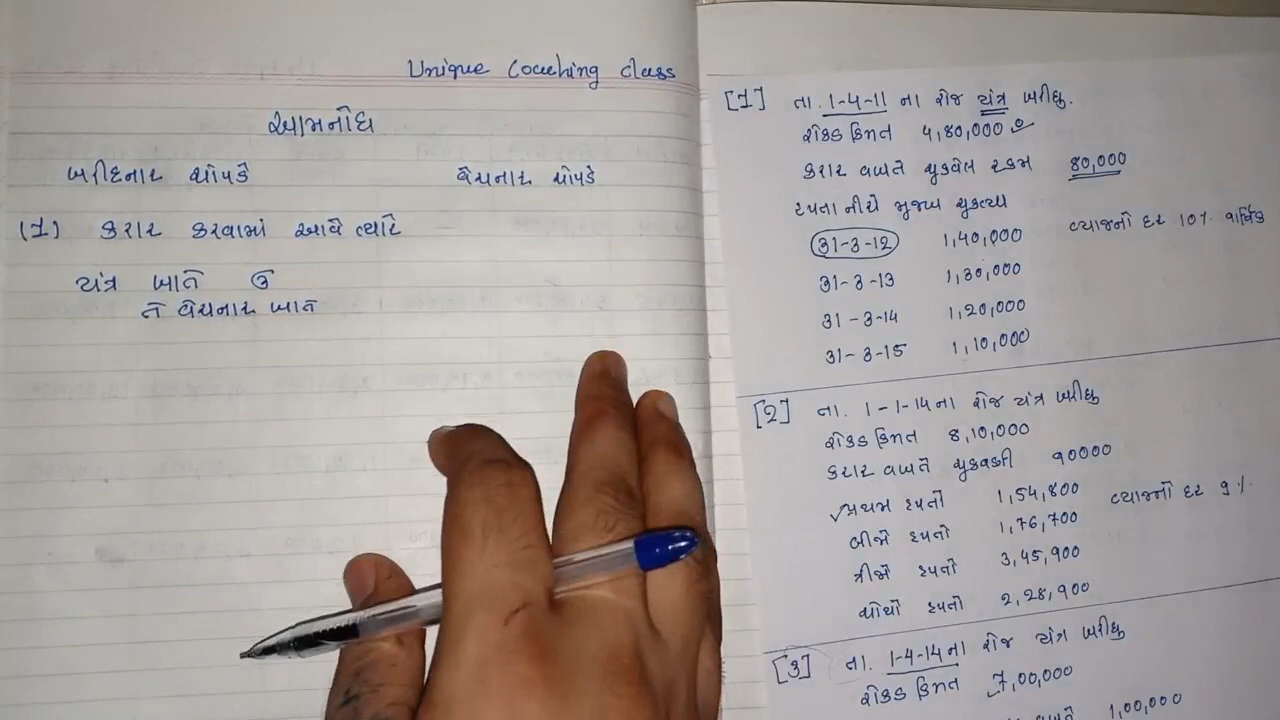 Unique Coaching Class
આમનોંધ
ખરીદનાર ચોપડે
વેચનાર ચોપડે
(1) કરાર કરવામાં આવે ત્યારે
યંત્ર ખાતે ઉ
તે વેચનાર ખાતે
[1] તા. 1-4-11 ના રોજ યંત્ર ખરીદ્યુ.
રોકડ કિંમત 4,80,000
કરાર વખતે ચુકવેલ રકમ 80,000
હપતા નીચે મુજબ ચુકવ્યા
31-3-12 1,40,000 વ્યાજનો દર 10% વાર્ષિક
31-3-13 1,30,000
31-3-14 1,20,000
31-3-15 1,10,000
[2] તા. 1-1-14 ના રોજ યંત્ર ખરીદ્યુ
રોકડ કિંમત 8,10,000
કરાર વખતે ચુકવણી 90000
પ્રથમ હપતો 1,54,800 વ્યાજનો દર 9%.
બીજો હપતો 1,76,700
ત્રીજો હપતો 3,45,900
ચોથો હપતો 2,28,900
[3] તા. 1-4-14 ના રોજ યંત્ર ખરીદ્યુ
રોકડ કિંમત 7,00,000
1,00,000